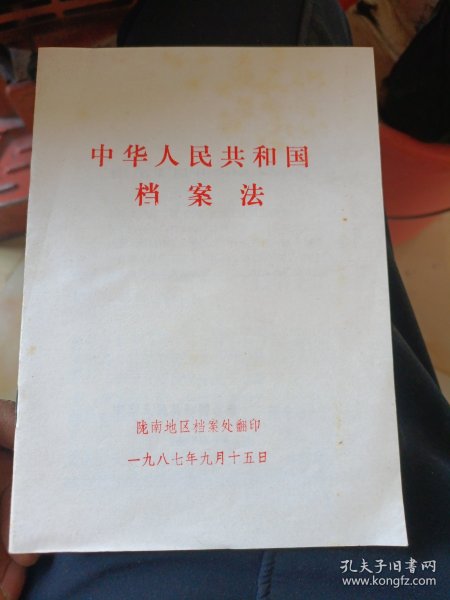 中华人民共和国
档案法
陇南地区档案处翻印
一九八七年九月十五日
孔夫子旧书网
www.kongfz.com